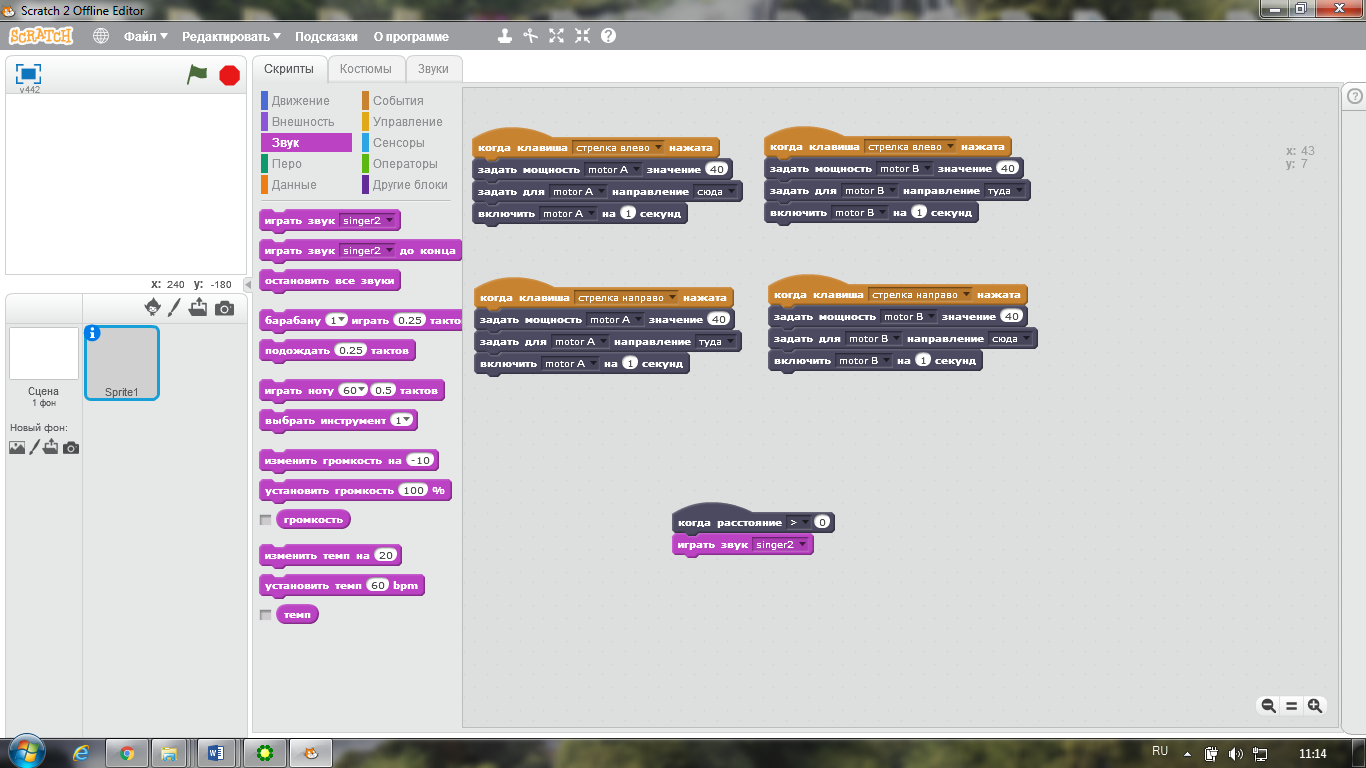 Scratch 2 Offline Editor
SCRATCH Файл Редактировать Подсказки О программе
v442
Скрипты Костюмы Звуки
Движение События
Внешность Управление
Звук Сенсоры
Перо Операторы
Данные Другие блоки
играть звук singer2
играть звук singer2 до конца
остановить все звуки
барабану 1 играть 0.25 такто
подождать 0.25 тактов
играть ноту 60 0.5 тактов
выбрать инструмент 1
изменить громкость на -10
установить громкость 100 %
громкость
изменить темп на 20
установить темп 60 bpm
темп
когда клавиша стрелка влево нажата
задать мощность motor A значение 40
задать для motor A направление сюда
включить motor A на 1 секунд
когда клавиша стрелка влево нажата
задать мощность motor B значение 40
задать для motor B направление туда
включить motor B на 1 секунд
когда клавиша стрелка направо нажата
задать мощность motor A значение 40
задать для motor A направление туда
включить motor A на 1 секунд
когда клавиша стрелка направо нажата
задать мощность motor B значение 40
задать для motor B направление сюда
включить motor B на 1 секунд
когда расстояние > 0
играть звук singer2
x: 43
y: 7
x: 240 y: -180
Сцена
1 фон
Sprite1
Новый фон:
RU 11:14